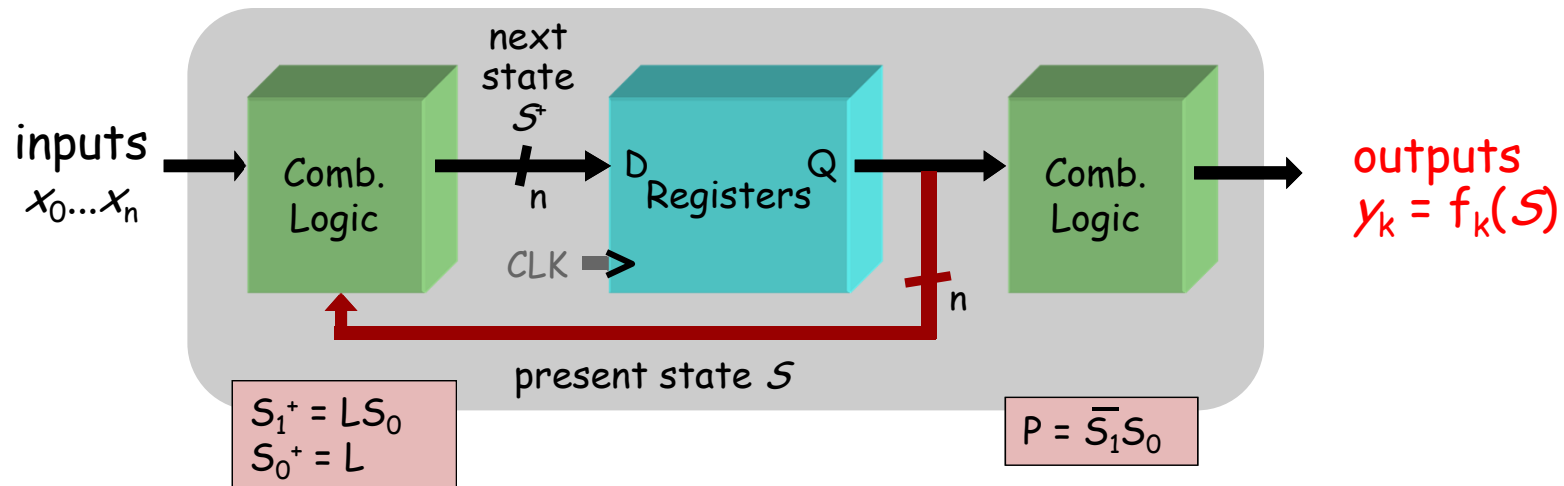 next
state
S⁺
inputs
x₀...xₙ
Comb.
Logic
n
D
Q
Registers
CLK
Comb.
Logic
outputs
yₖ = fₖ(S)
n
present state S
S₁⁺ = LS₀
S₀⁺ = L
P = S̅₁S₀